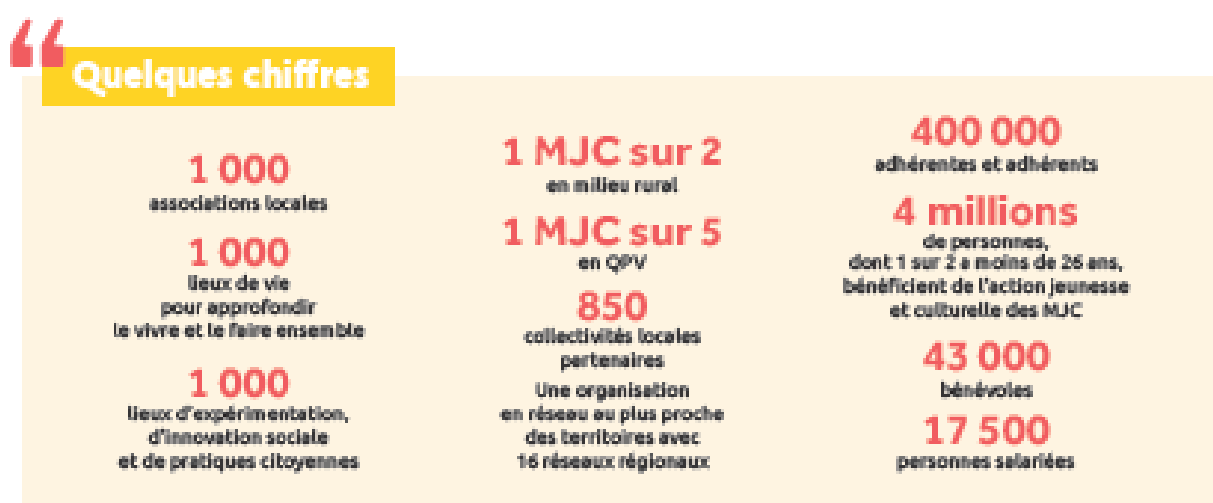 Quelques chiffres
1 000
associations locales
1 000
lieux de vie
pour approfondir
le vivre et le faire ensemble
1 000
lieux d'expérimentation,
d'innovation sociale
et de pratiques citoyennes
1 MJC sur 2
en milieu rural
1 MJC sur 5
en QPV
850
collectivités locales
partenaires
Une organisation
en réseau au plus proche
des territoires avec
16 réseaux régionaux
400 000
adhérentes et adhérents
4 millions
de personnes,
dont 1 sur 2 a moins de 26 ans,
bénéficient de l'action jeunesse
et culturelle des MJC
43 000
bénévoles
17 500
personnes salariées